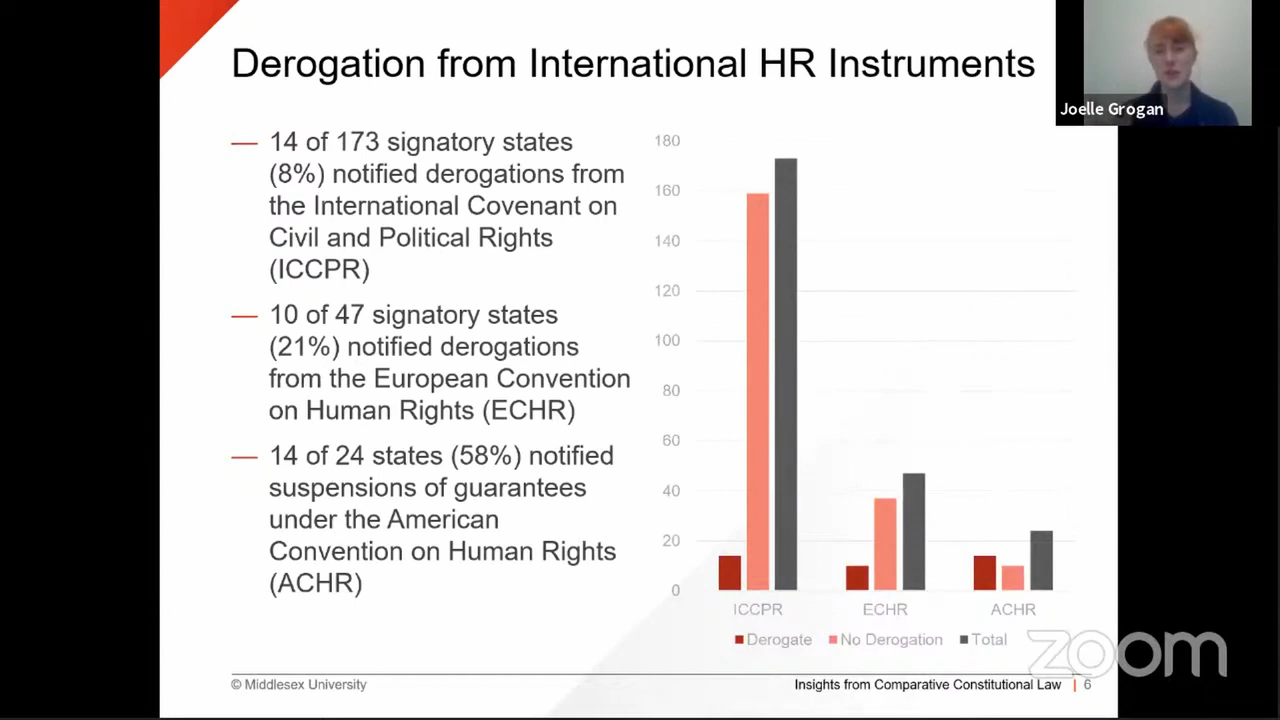 Derogation from International HR Instruments
Joelle Grogan
— 14 of 173 signatory states
(8%) notified derogations from
the International Covenant on
Civil and Political Rights
(ICCPR)
— 10 of 47 signatory states
(21%) notified derogations
from the European Convention
on Human Rights (ECHR)
— 14 of 24 states (58%) notified
suspensions of guarantees
under the American
Convention on Human Rights
(ACHR)
180
160
140
120
100
80
60
40
20
0
ICCPR ECHR ACHR
Derogate No Derogation Total
zoom
© Middlesex University Insights from Comparative Constitutional Law | 6